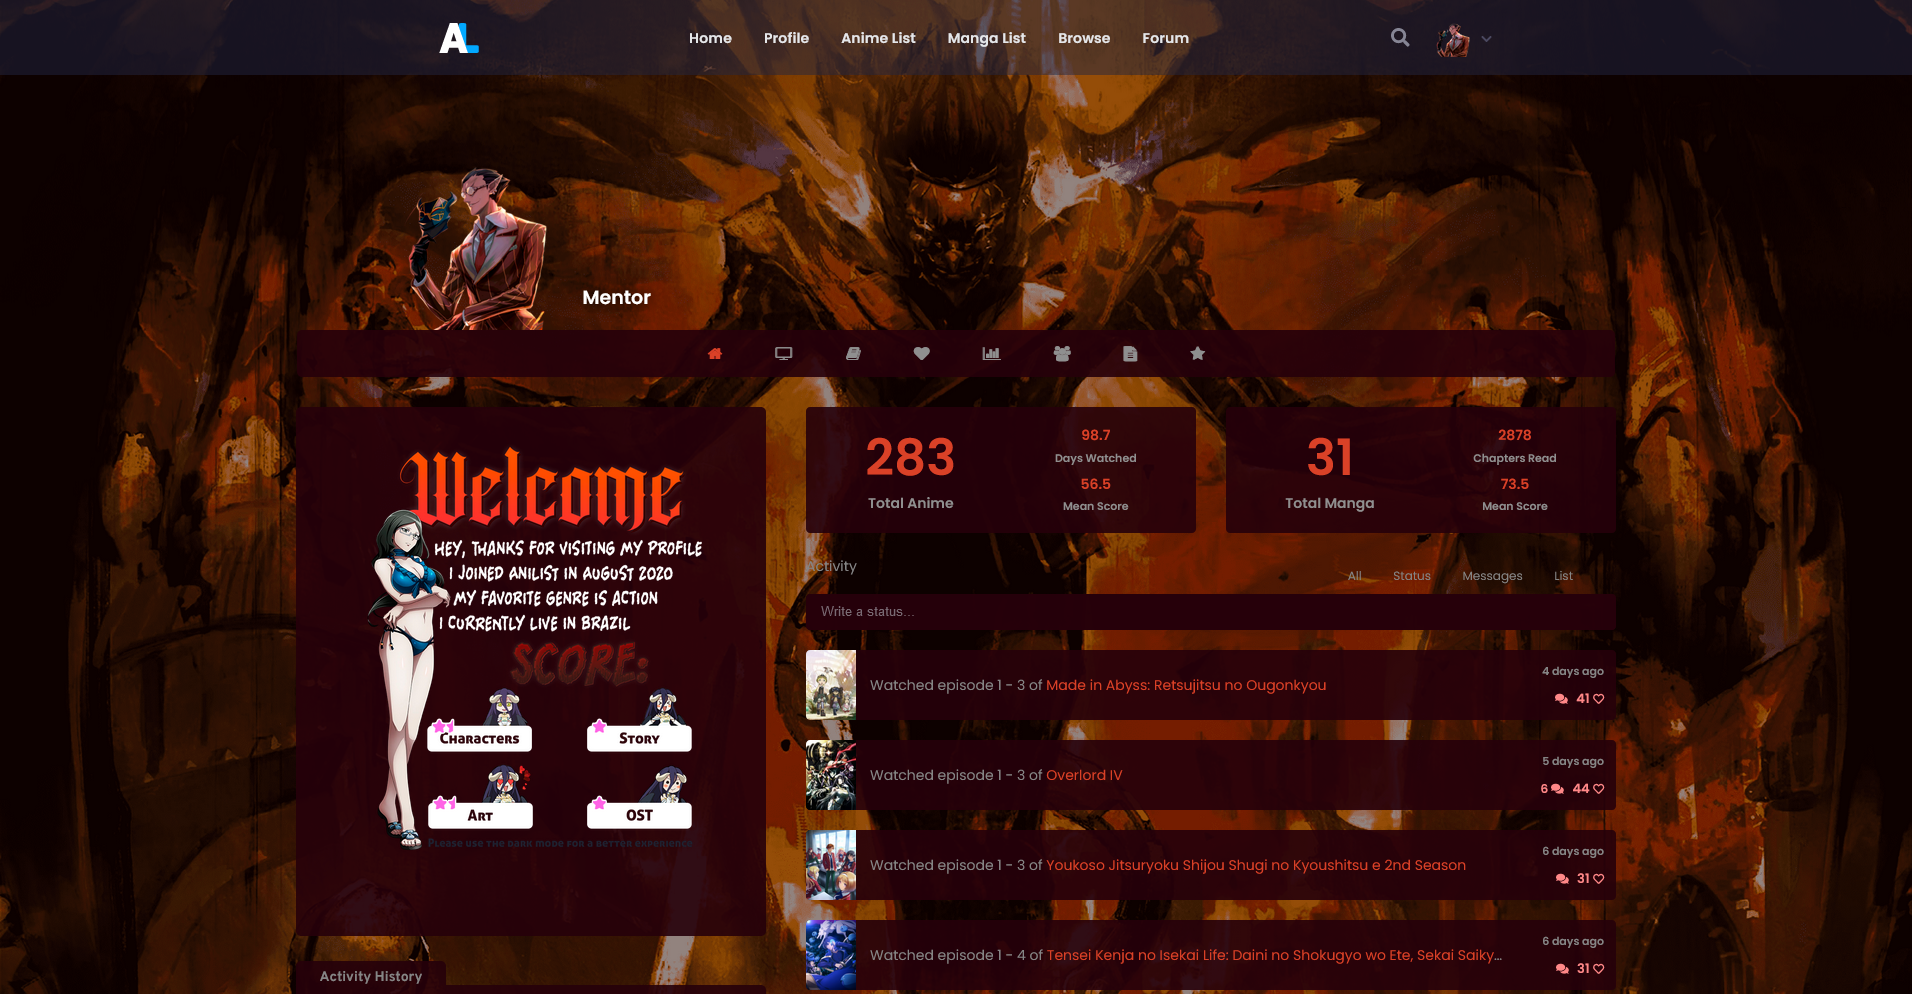 AL
Home Profile Anime List Manga List Browse Forum
Mentor
Welcome
HEY, THANKS FOR VISITING MY PROFILE
I JOINED ANILIST IN AUGUST 2020
MY FAVORITE GENRE IS ACTION
I CURRENTLY LIVE IN BRAZIL
SCORE:
Characters Story
Art OST
Please use the dark mode for a better experience
Activity History
283
Total Anime
98.7
Days Watched
56.5
Mean Score
31
Total Manga
2878
Chapters Read
73.5
Mean Score
Activity
All Status Messages List
Write a status...
Watched episode 1 - 3 of Made in Abyss: Retsujitsu no Ougonkyou
4 days ago
41
Watched episode 1 - 3 of Overlord IV
5 days ago
6 44
Watched episode 1 - 3 of Youkoso Jitsuryoku Shijou Shugi no Kyoushitsu e 2nd Season
6 days ago
31
Watched episode 1 - 4 of Tensei Kenja no Isekai Life: Daini no Shokugyo wo Ete, Sekai Saiky...
6 days ago
31